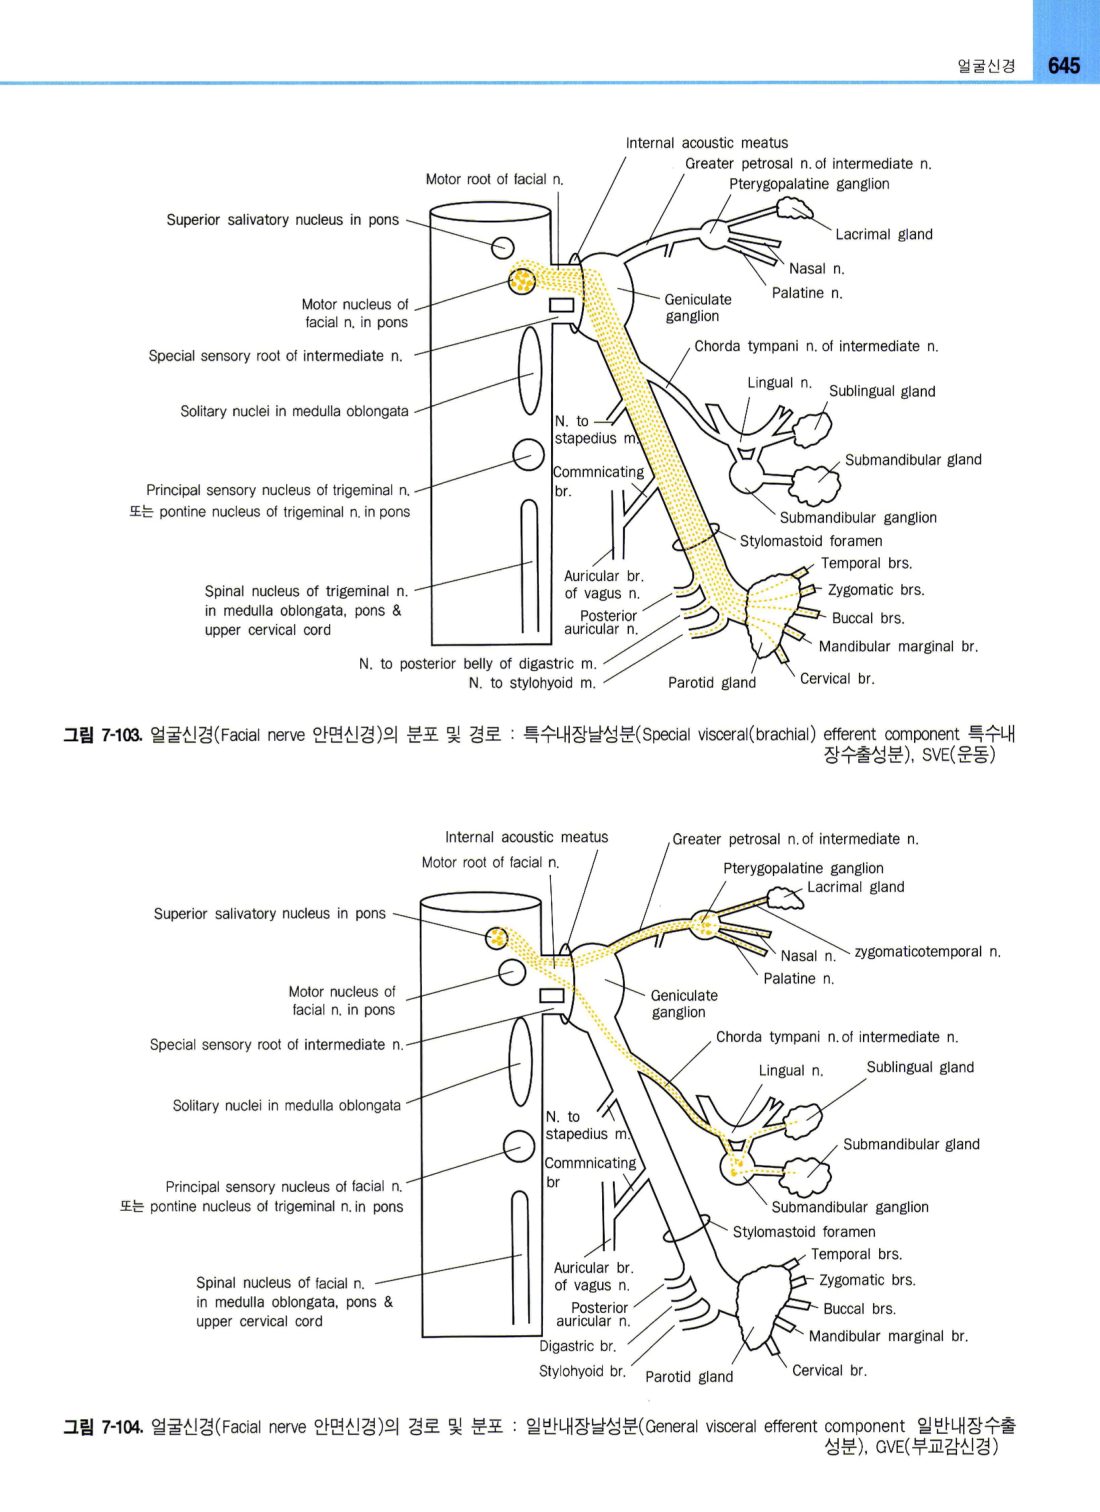 얼굴신경 645
Internal acoustic meatus
Greater petrosal n. of intermediate n.
Motor root of facial n.
Pterygopalatine ganglion
Superior salivatory nucleus in pons
Lacrimal gland
Nasal n.
Palatine n.
Motor nucleus of
facial n. in pons
Geniculate
ganglion
Special sensory root of intermediate n.
Chorda tympani n. of intermediate n.
Lingual n.
Sublingual gland
Solitary nuclei in medulla oblongata
N. to
stapedius m.
Submandibular gland
Commnicating
br.
Principal sensory nucleus of trigeminal n.
또는 pontine nucleus of trigeminal n. in pons
Submandibular ganglion
Stylomastoid foramen
Temporal brs.
Auricular br.
of vagus n.
Zygomatic brs.
Spinal nucleus of trigeminal n.
in medulla oblongata, pons &
upper cervical cord
Posterior
auricular n.
Buccal brs.
Mandibular marginal br.
N. to posterior belly of digastric m.
N. to stylohyoid m.
Parotid gland
Cervical br.
그림 7-103. 얼굴신경(Facial nerve 안면신경)의 분포 및 경로 : 특수내장날성분(Special visceral(brachial) efferent component 특수내
장수출성분), SVE(운동)
Internal acoustic meatus
Greater petrosal n. of intermediate n.
Motor root of facial n.
Pterygopalatine ganglion
Lacrimal gland
Superior salivatory nucleus in pons
Nasal n.
zygomaticotemporal n.
Palatine n.
Motor nucleus of
facial n. in pons
Geniculate
ganglion
Special sensory root of intermediate n.
Chorda tympani n. of intermediate n.
Lingual n.
Sublingual gland
Solitary nuclei in medulla oblongata
N. to
stapedius m.
Submandibular gland
Commnicating
br
Principal sensory nucleus of facial n.
또는 pontine nucleus of trigeminal n. in pons
Submandibular ganglion
Stylomastoid foramen
Temporal brs.
Auricular br.
of vagus n.
Zygomatic brs.
Spinal nucleus of facial n.
in medulla oblongata, pons &
upper cervical cord
Posterior
auricular n.
Buccal brs.
Mandibular marginal br.
Digastric br.
Stylohyoid br.
Parotid gland
Cervical br.
그림 7-104. 얼굴신경(Facial nerve 안면신경)의 경로 및 분포 : 일반내장날성분(General visceral efferent component 일반내장수출
성분), GVE(부교감신경)